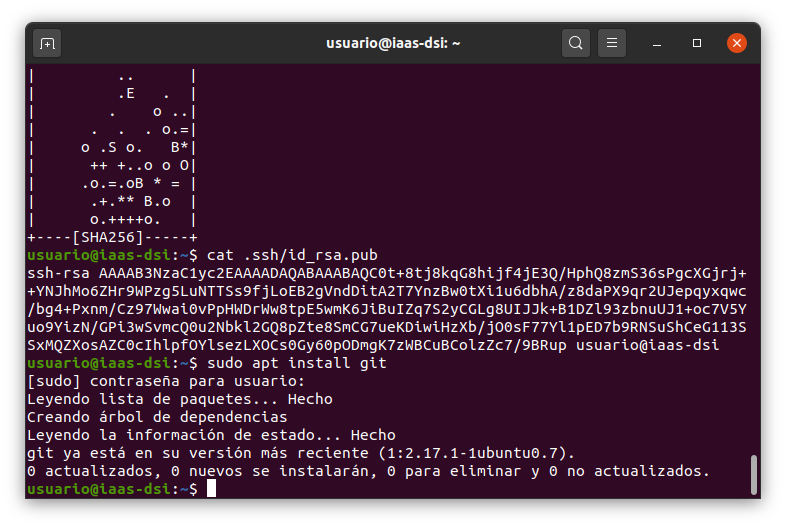 usuario@iaas-dsi: ~
|         ..      |
|         .E   .  |
|        .    o ..|
|      .  .  . o.=|
|     o .S o.   B*|
|      ++ +..o o O|
|     .o.=.oB * = |
|      .+.** B.o  |
|      o.++++o.   |
+----[SHA256]-----+
usuario@iaas-dsi:~$ cat .ssh/id_rsa.pub
ssh-rsa AAAAB3NzaC1yc2EAAAADAQABAAABAQC0t+8tj8kqG8hijf4jE3Q/HphQ8zmS36sPgcXGjrj+
+YNJhMo6ZHr9WPzg5LuNTTSs9fjLoEB2gVndDitA2T7YnzBw0tXi1u6dbhA/z8daPX9qr2UJepqyxqwc
/bg4+Pxnm/Cz97Wwai0vPpHWDrWw8tpE5wmK6JiBuIZq7S2yCGLg8UIJJk+B1DZl93zbnuUJ1+oc7V5Y
uo9YizN/GPi3wSvmcQ0u2Nbkl2GQ8pZte8SmCG7ueKDiwiHzXb/jO0sF77Yl1pED7b9RNSuShCeG113S
SxMQZXosAZC0cIhlpfOYlsezLXOCs0Gy60pODmgK7zWBCuBColzZc7/9BRup usuario@iaas-dsi
usuario@iaas-dsi:~$ sudo apt install git
[sudo] contraseña para usuario:
Leyendo lista de paquetes... Hecho
Creando árbol de dependencias
Leyendo la información de estado... Hecho
git ya está en su versión más reciente (1:2.17.1-1ubuntu0.7).
0 actualizados, 0 nuevos se instalarán, 0 para eliminar y 0 no actualizados.
usuario@iaas-dsi:~$